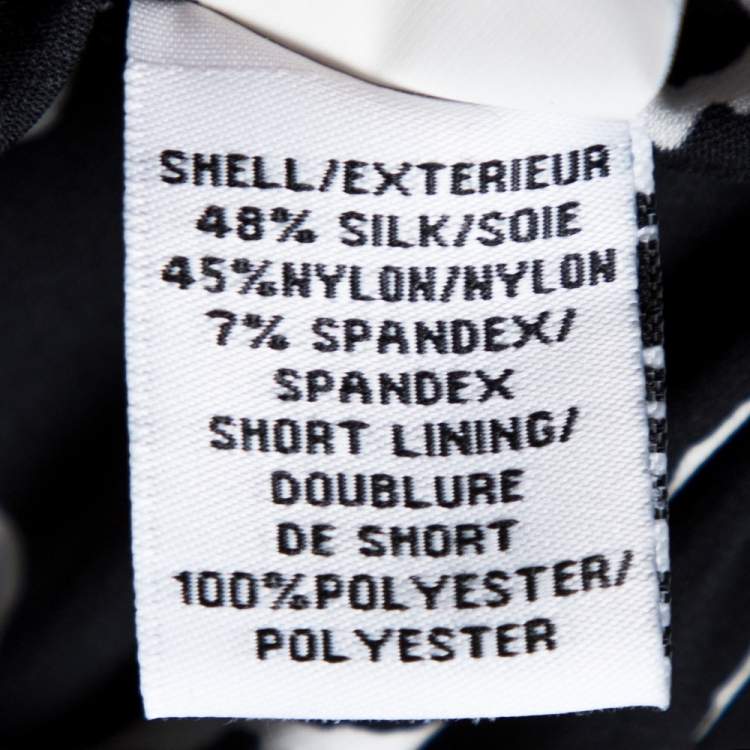 SHELL/EXTERIEUR
48% SILK/SOIE
45%NYLON/NYLON
7% SPANDEX/
SPANDEX
SHORT LINING/
DOUBLURE
DE SHORT
100%POLYESTER/
POLYESTER